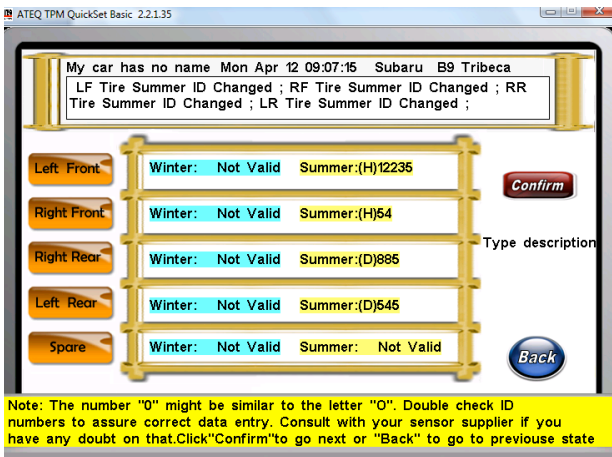 ATEQ TPM QuickSet Basic 2.2.1.35
My car has no name Mon Apr 12 09:07:15 Subaru B9 Tribeca
LF Tire Summer ID Changed ; RF Tire Summer ID Changed ; RR
Tire Summer ID Changed ; LR Tire Summer ID Changed ;
Left Front Winter: Not Valid Summer:(H)12235
Confirm
Right Front Winter: Not Valid Summer:(H)54
Type description
Right Rear Winter: Not Valid Summer:(D)885
Left Rear Winter: Not Valid Summer:(D)545
Spare Winter: Not Valid Summer: Not Valid
Back
Note: The number "0" might be similar to the letter "O". Double check ID
numbers to assure correct data entry. Consult with your sensor supplier if you
have any doubt on that.Click"Confirm"to go next or "Back" to go to previouse state